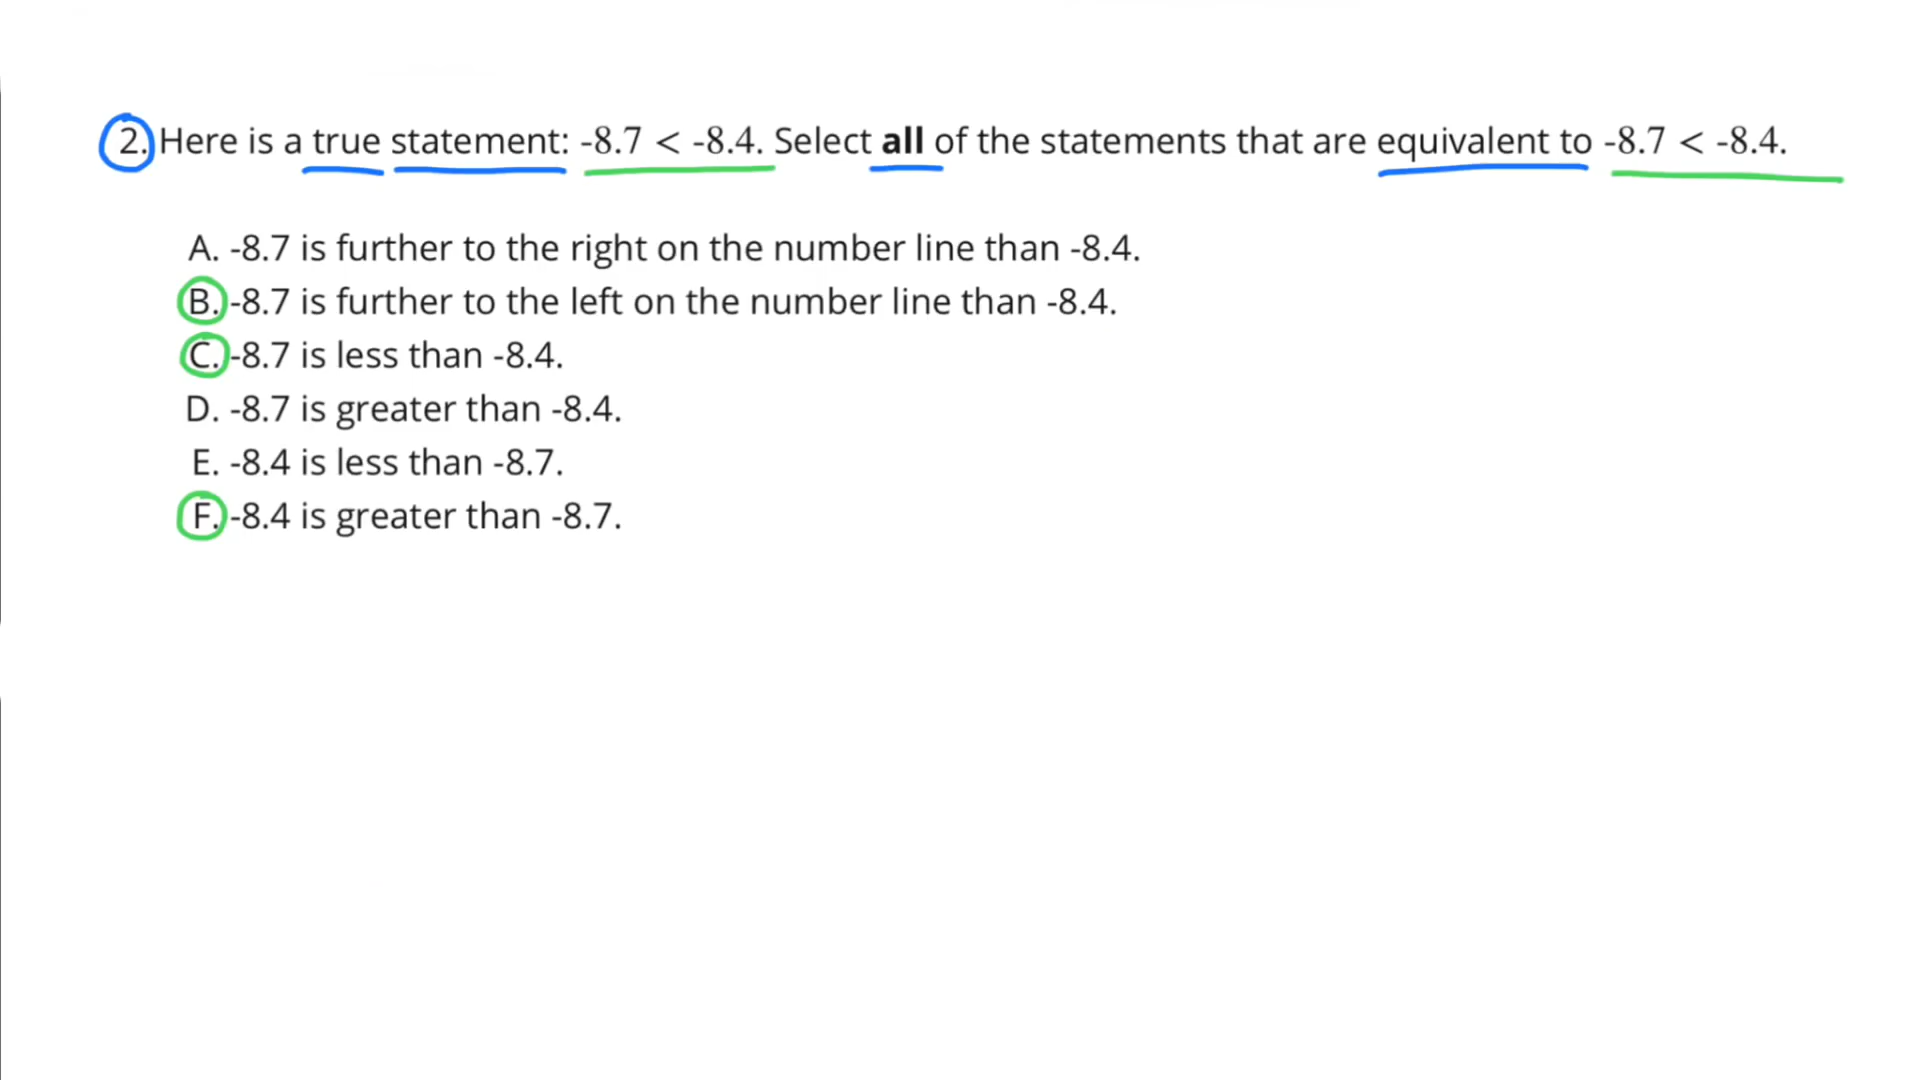 2. Here is a true statement: -8.7 < -8.4. Select all of the statements that are equivalent to -8.7 < -8.4.
A. -8.7 is further to the right on the number line than -8.4.
B. -8.7 is further to the left on the number line than -8.4.
C. -8.7 is less than -8.4.
D. -8.7 is greater than -8.4.
E. -8.4 is less than -8.7.
F. -8.4 is greater than -8.7.